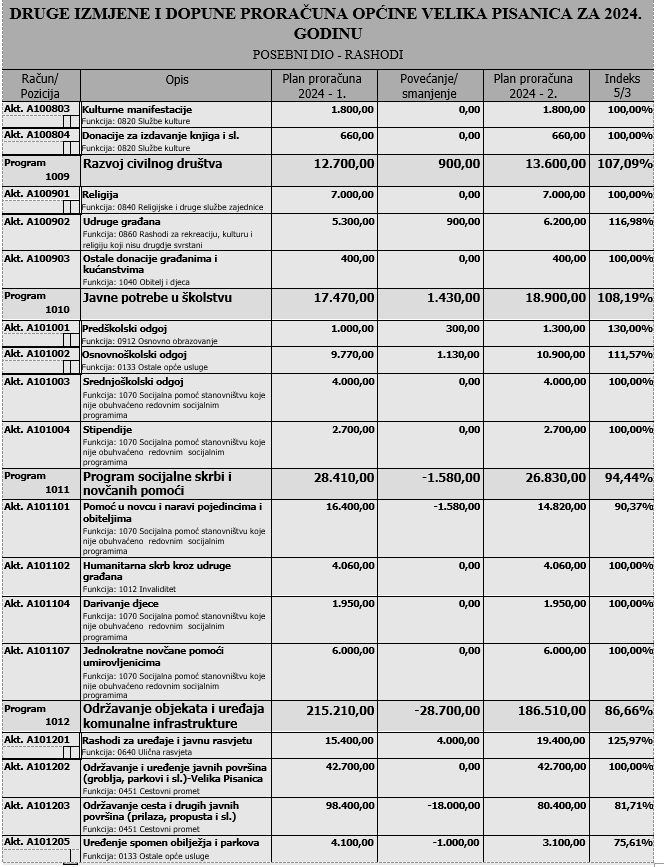 DRUGE IZMJENE I DOPUNE PRORAČUNA OPĆINE VELIKA PISANICA ZA 2024.
GODINU
POSEBNI DIO - RASHODI
Račun/ Opis Plan proračuna Povećanje/ Plan proračuna Indeks
Pozicija 2024 - 1. smanjenje 2024 - 2. 5/3
Akt. A100803 Kulturne manifestacije 1.800,00 0,00 1.800,00 100,00%
Funkcija: 0820 Službe kulture
Akt. A100804 Donacije za izdavanje knjiga i sl. 660,00 0,00 660,00 100,00%
Funkcija: 0820 Službe kulture
Program Razvoj civilnog društva 12.700,00 900,00 13.600,00 107,09%
1009
Akt. A100901 Religija 7.000,00 0,00 7.000,00 100,00%
Funkcija: 0840 Religijske i druge službe zajednice
Akt. A100902 Udruge građana 5.300,00 900,00 6.200,00 116,98%
Funkcija: 0860 Rashodi za rekreaciju, kulturu i
religiju koji nisu drugdje svrstani
Akt. A100903 Ostale donacije građanima i 400,00 0,00 400,00 100,00%
kućanstvima
Funkcija: 1040 Obitelj i djeca
Program Javne potrebe u školstvu 17.470,00 1.430,00 18.900,00 108,19%
1010
Akt. A101001 Predškolski odgoj 1.000,00 300,00 1.300,00 130,00%
Funkcija: 0912 Osnovno obrazovanje
Akt. A101002 Osnovnoškolski odgoj 9.770,00 1.130,00 10.900,00 111,57%
Funkcija: 0133 Ostale opće usluge
Akt. A101003 Srednjoškolski odgoj 4.000,00 0,00 4.000,00 100,00%
Funkcija: 1070 Socijalna pomoć stanovništvu koje
nije obuhvaćeno redovnim socijalnim
programima
Akt. A101004 Stipendije 2.700,00 0,00 2.700,00 100,00%
Funkcija: 1070 Socijalna pomoć stanovništvu koje
nije obuhvaćeno redovnim socijalnim
programima
Program Program socijalne skrbi i 28.410,00 -1.580,00 26.830,00 94,44%
1011 novčanih pomoći
Akt. A101101 Pomoć u novcu i naravi pojedincima i 16.400,00 -1.580,00 14.820,00 90,37%
obiteljima
Funkcija: 1070 Socijalna pomoć stanovništvu koje
nije obuhvaćeno redovnim socijalnim
programima
Akt. A101102 Humanitarna skrb kroz udruge 4.060,00 0,00 4.060,00 100,00%
građana
Funkcija: 1012 Invaliditet
Akt. A101104 Darivanje djece 1.950,00 0,00 1.950,00 100,00%
Funkcija: 1070 Socijalna pomoć stanovništvu koje
nije obuhvaćeno redovnim socijalnim
programima
Akt. A101107 Jednokratne novčane pomoći 6.000,00 0,00 6.000,00 100,00%
umirovljenicima
Funkcija: 1070 Socijalna pomoć stanovništvu koje
nije obuhvaćeno redovnim socijalnim
programima
Program Održavanje objekata i uređaja 215.210,00 -28.700,00 186.510,00 86,66%
1012 komunalne infrastrukture
Akt. A101201 Rashodi za uređaje i javnu rasvjetu 15.400,00 4.000,00 19.400,00 125,97%
Funkcija: 0640 Ulična rasvjeta
Akt. A101202 Održavanje i uređenje javnih površina 42.700,00 0,00 42.700,00 100,00%
(groblja, parkovi i sl.)-Velika Pisanica
Funkcija: 0451 Cestovni promet
Akt. A101203 Održavanje cesta i drugih javnih 98.400,00 -18.000,00 80.400,00 81,71%
površina (prilaza, propusta i sl.)
Funkcija: 0451 Cestovni promet
Akt. A101205 Uređenje spomen obilježja i parkova 4.100,00 -1.000,00 3.100,00 75,61%
Funkcija: 0133 Ostale opće usluge